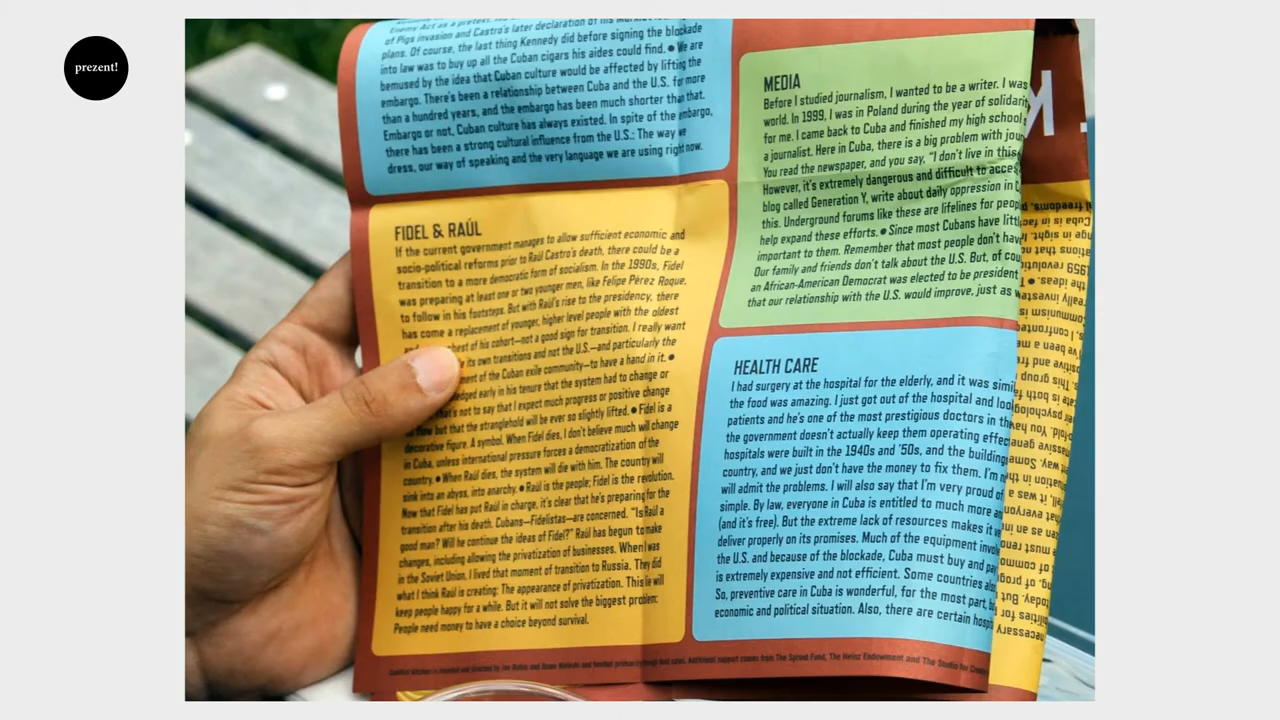 prezent!
of Pigs invasion and Castro's later declaration of his
plans. Of course, the last thing Kennedy did before signing the blockade
into law was to buy up all the Cuban cigars his aides could find. ● We are
bemused by the idea that Cuban culture would be affected by lifting the
embargo. There's been a relationship between Cuba and the U.S. for more
than a hundred years, and the embargo has been much shorter than that.
Embargo or not, Cuban culture has always existed. In spite of the embargo,
there has been a strong cultural influence from the U.S.: The way we
dress, our way of speaking and the very language we are using right now.
FIDEL & RAÚL
If the current government manages to allow sufficient economic and
socio-political reforms prior to Raúl Castro's death, there could be a
transition to a more democratic form of socialism. In the 1990s, Fidel
was preparing at least one or two younger men, like Felipe Pérez Roque,
to follow in his footsteps. But with Raúl's rise to the presidency, there
has come a replacement of younger, higher level people with the oldest
of his cohort—not a good sign for transition. I really want
its own transitions and not the U.S.—and particularly the
of the Cuban exile community—to have a hand in it. ●
early in his tenure that the system had to change or
that's not to say that I expect much progress or positive change
but that the stranglehold will be ever so slightly lifted. ● Fidel is a
decorative figure. A symbol. When Fidel dies, I don't believe much will change
in Cuba, unless international pressure forces a democratization of the
country. ● When Raúl dies, the system will die with him. The country will
sink into an abyss, into anarchy. ● Raúl is the people; Fidel is the revolution.
Now that Fidel has put Raúl in charge, it's clear that he's preparing for the
transition after his death. Cubans—Fidelistas—are concerned. "Is Raúl a
good man? Will he continue the ideas of Fidel?" Raúl has begun to make
changes, including allowing the privatization of businesses. When I was
in the Soviet Union, I lived that moment of transition to Russia. They did
what I think Raúl is creating: The appearance of privatization. This lie will
keep people happy for a while. But it will not solve the biggest problem:
People need money to have a choice beyond survival.
MEDIA
Before I studied journalism, I wanted to be a writer. I was
world. In 1999, I was in Poland during the year of
for me. I came back to Cuba and finished my high school
a journalist. Here in Cuba, there is a big problem with
You read the newspaper, and you say, "I don't live in this
However, it's extremely dangerous and difficult to
blog called Generation Y, write about daily oppression in
this. Underground forums like these are lifelines for
help expand these efforts. ● Since most Cubans have
important to them. Remember that most people don't have
Our family and friends don't talk about the U.S. But, of
an African-American Democrat was elected to be president
that our relationship with the U.S. would improve, just as
HEALTH CARE
I had surgery at the hospital for the elderly, and it was
the food was amazing. I just got out of the hospital and
patients and he's one of the most prestigious doctors in
the government doesn't actually keep them operating
hospitals were built in the 1940s and '50s, and the
country, and we just don't have the money to fix them. I'm
will admit the problems. I will also say that I'm very proud of
simple. By law, everyone in Cuba is entitled to much more
(and it's free). But the extreme lack of resources makes it
deliver properly on its promises. Much of the equipment
the U.S. and because of the blockade, Cuba must buy and
is extremely expensive and not efficient. Some countries
So, preventive care in Cuba is wonderful, for the most part,
economic and political situation. Also, there are certain